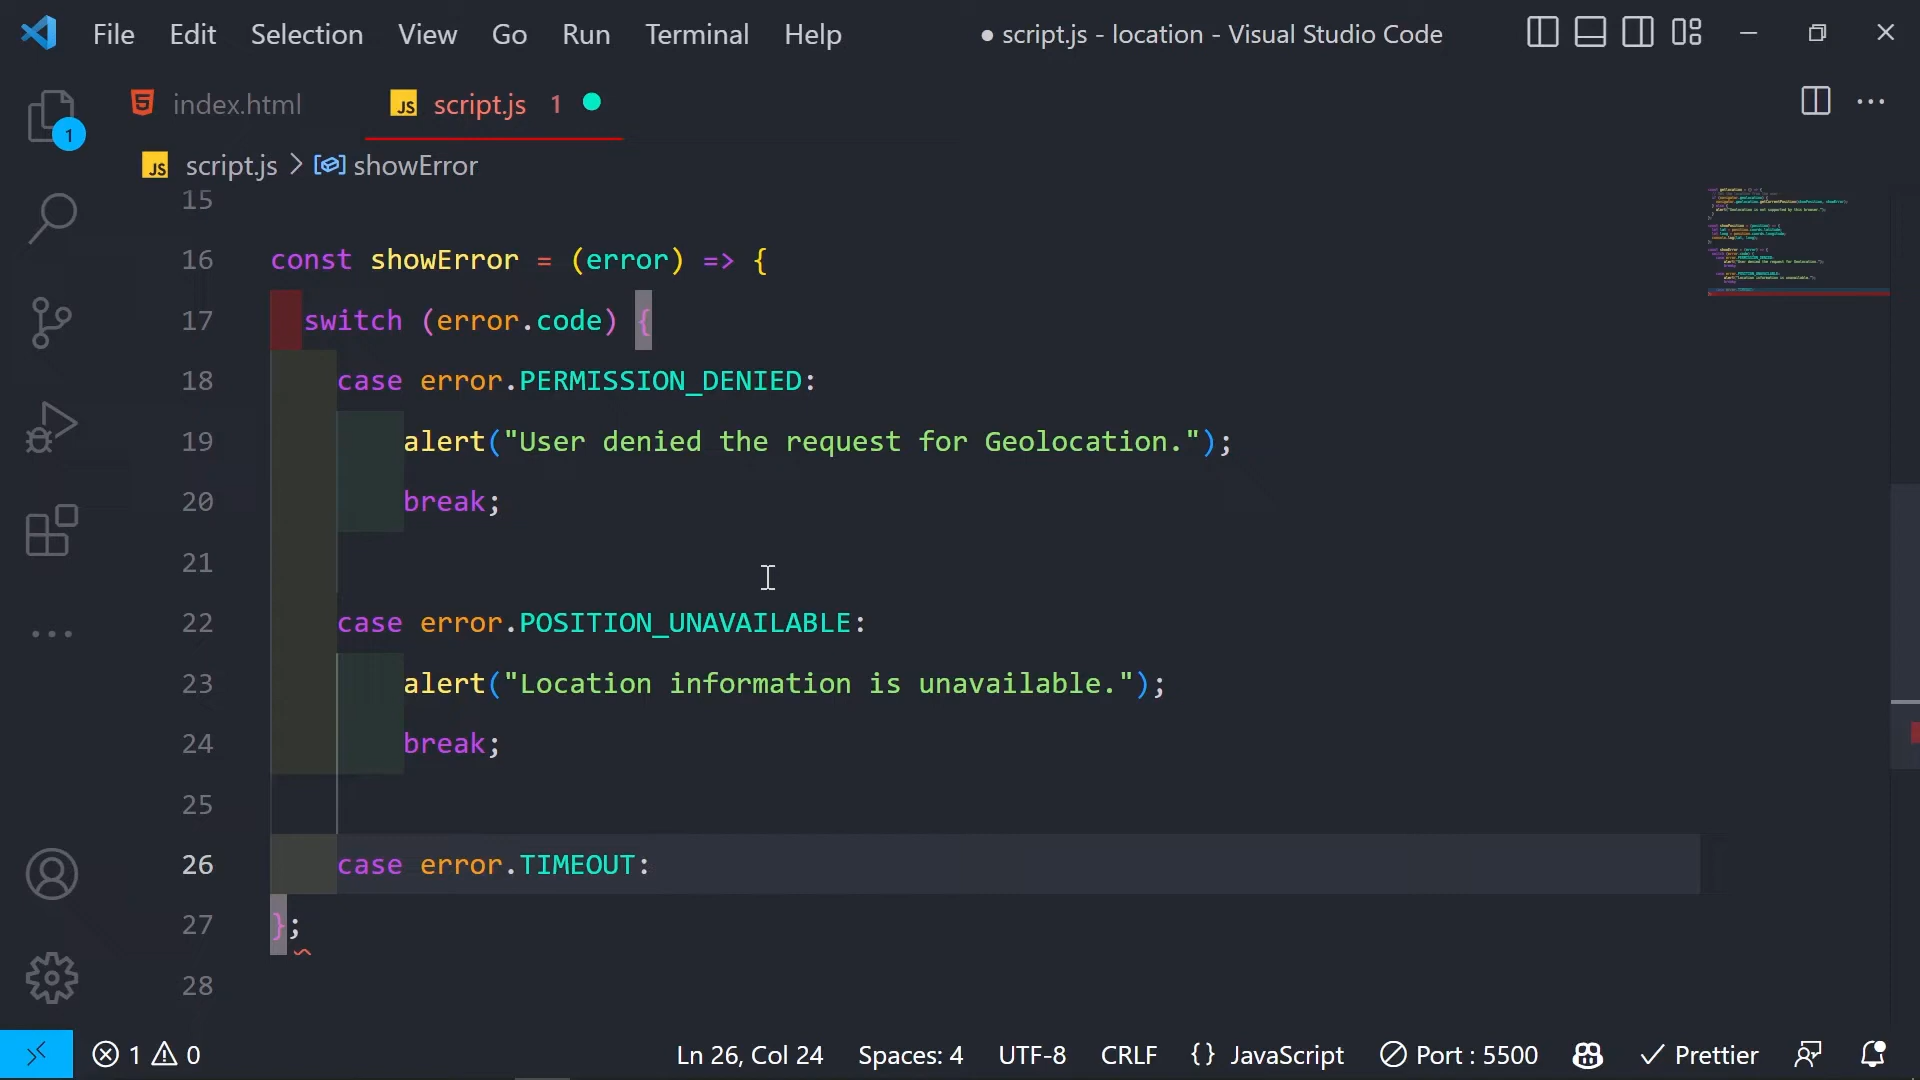 File Edit Selection View Go Run Terminal Help ● script.js - location - Visual Studio Code
index.html JS script.js 1
1
JS script.js > showError
15
16 const showError = (error) => {
17 switch (error.code) {
18 case error.PERMISSION_DENIED:
19 alert("User denied the request for Geolocation.");
20 break;
21
22 case error.POSITION_UNAVAILABLE:
23 alert("Location information is unavailable.");
24 break;
25
26 case error.TIMEOUT:
27 };
28
1 0 Ln 26, Col 24 Spaces: 4 UTF-8 CRLF {} JavaScript Port : 5500 Prettier